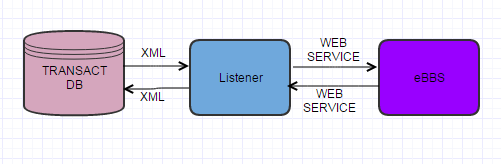 TRANSACT
DB
XML
XML
Listener
WEB
SERVICE
WEB
SERVICE
eBBS